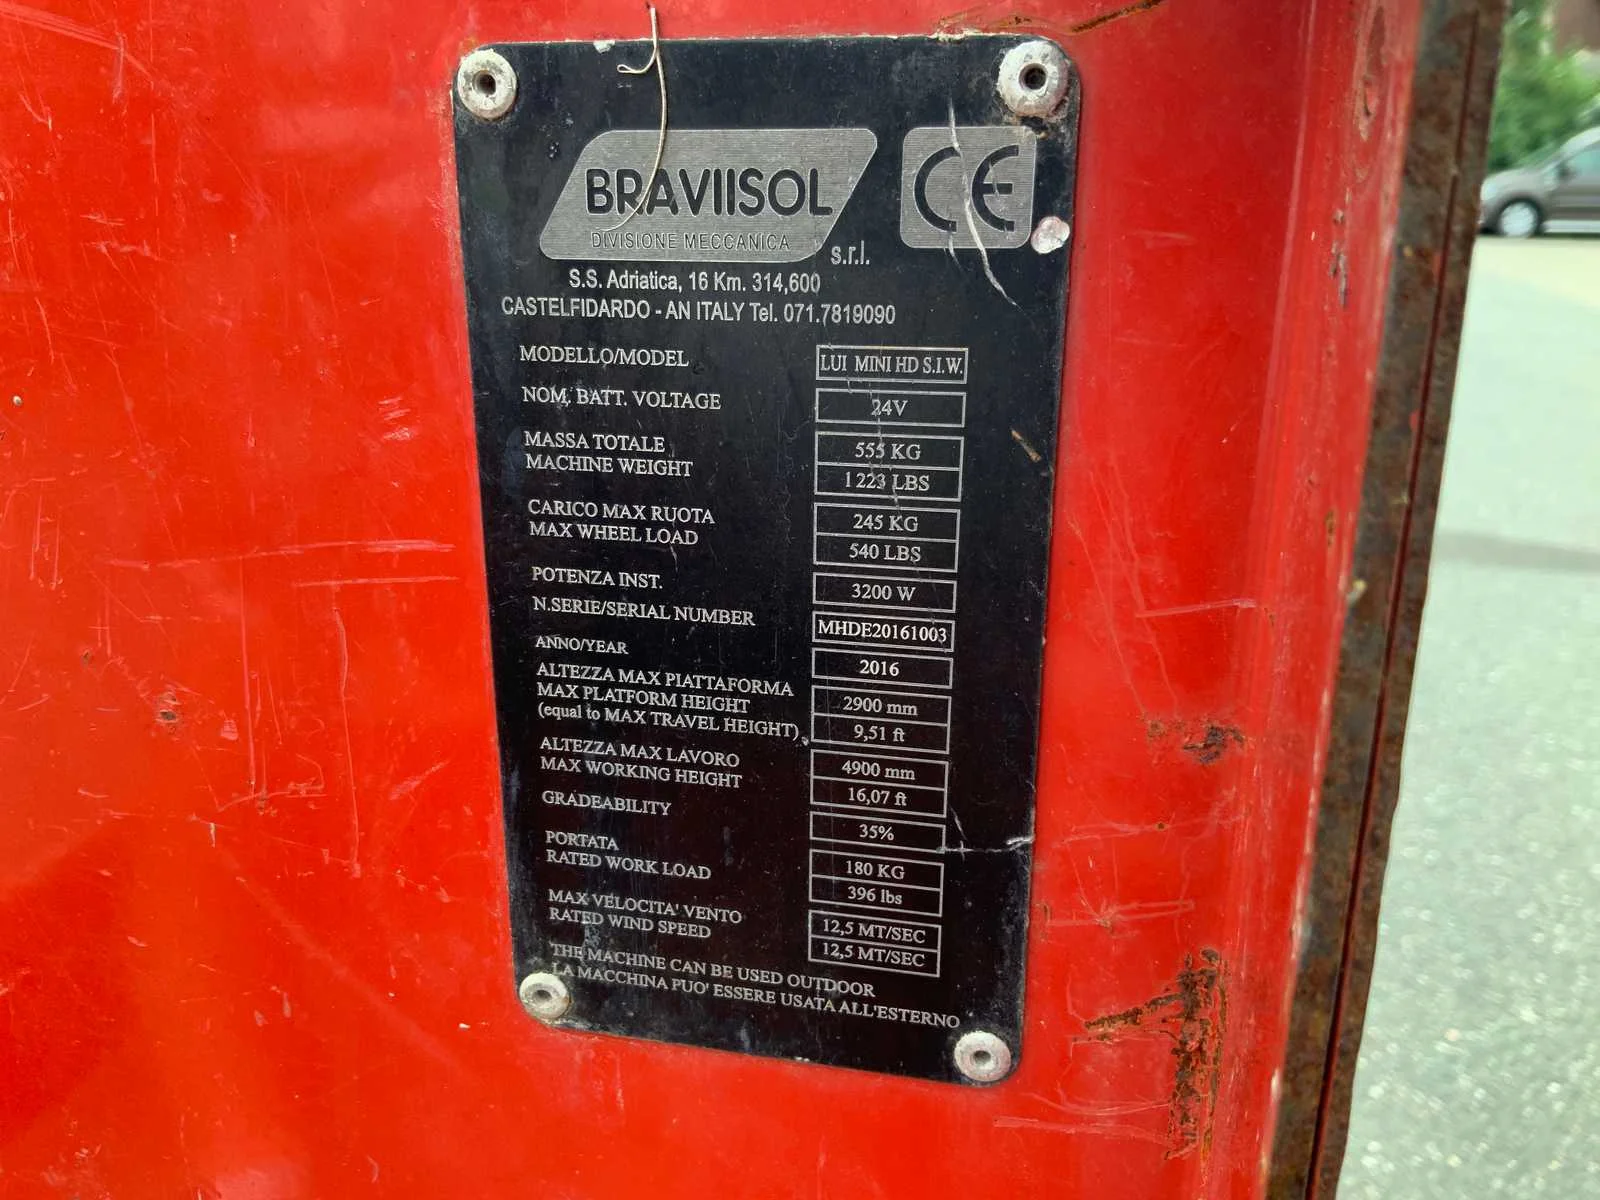 BRAVIISOL
DIVISIONE MECCANICA
s.r.l.
CE
S.S. Adriatica, 16 Km. 314,600
CASTELFIDARDO - AN ITALY Tel. 071.7819090
MODELLO/MODEL LUI MINI HD S.I.W.
NOM. BATT. VOLTAGE 24V
MASSA TOTALE 555 KG
MACHINE WEIGHT 1223 LBS
CARICO MAX RUOTA 245 KG
MAX WHEEL LOAD 540 LBS
POTENZA INST. 3200 W
N.SERIE/SERIAL NUMBER MHDE20161003
ANNO/YEAR 2016
ALTEZZA MAX PIATTAFORMA 2900 mm
MAX PLATFORM HEIGHT 9,51 ft
(equal to MAX TRAVEL HEIGHT)
ALTEZZA MAX LAVORO 4900 mm
MAX WORKING HEIGHT 16,07 ft
GRADEABILITY 35%
PORTATA 180 KG
RATED WORK LOAD 396 lbs
MAX VELOCITA' VENTO 12,5 MT/SEC
RATED WIND SPEED 12,5 MT/SEC
THE MACHINE CAN BE USED OUTDOOR
LA MACCHINA PUO' ESSERE USATA ALL'ESTERNO